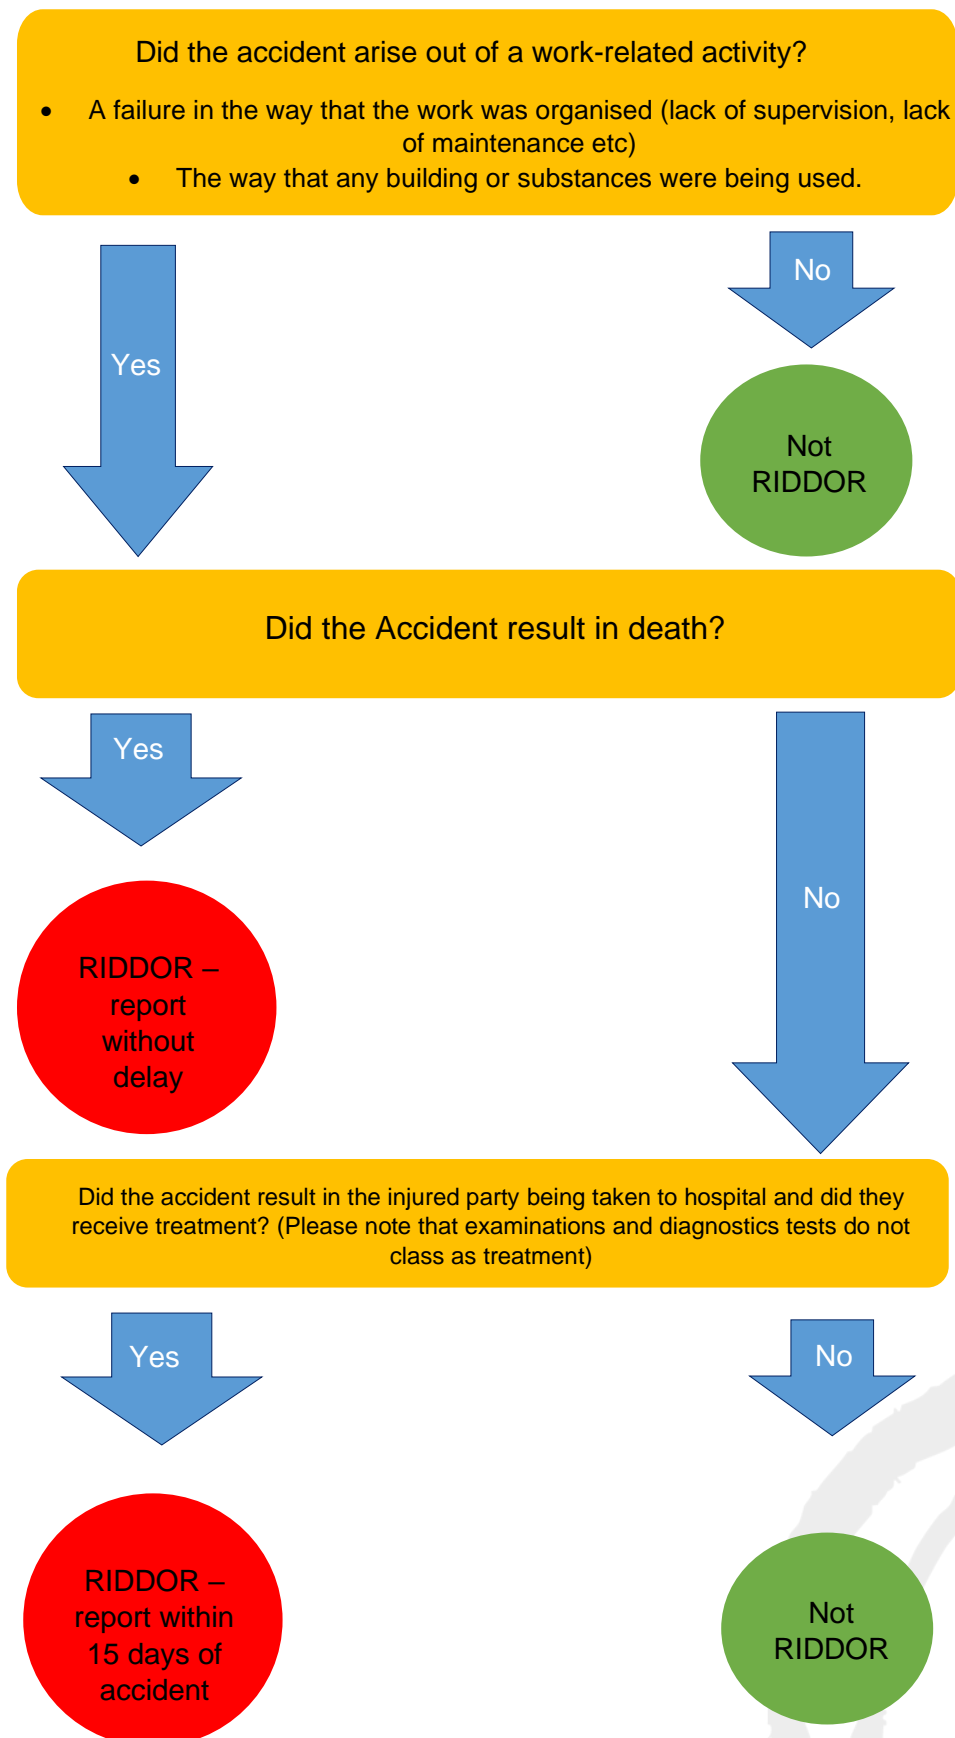 Did the accident arise out of a work-related activity?
• A failure in the way that the work was organised (lack of supervision, lack
of maintenance etc)
• The way that any building or substances were being used.
No
Yes
Not
RIDDOR
Did the Accident result in death?
Yes
No
RIDDOR –
report
without
delay
Did the accident result in the injured party being taken to hospital and did they
receive treatment? (Please note that examinations and diagnostics tests do not
class as treatment)
Yes
No
RIDDOR –
report within
15 days of
accident
Not
RIDDOR